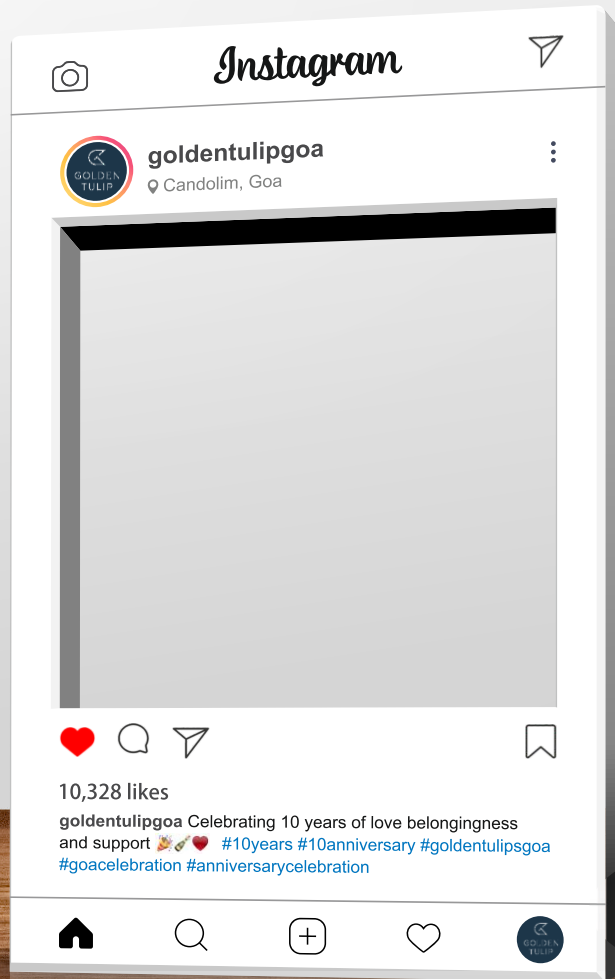 Instagram
goldentulipgoa
Candolim, Goa
GOLDEN
TULIP
10,328 likes
goldentulipgoa Celebrating 10 years of love belongingness
and support 🎉🍾❤️ #10years #10anniversary #goldentulipsgoa
#goacelebration #anniversarycelebration
GOLDEN
TULIP